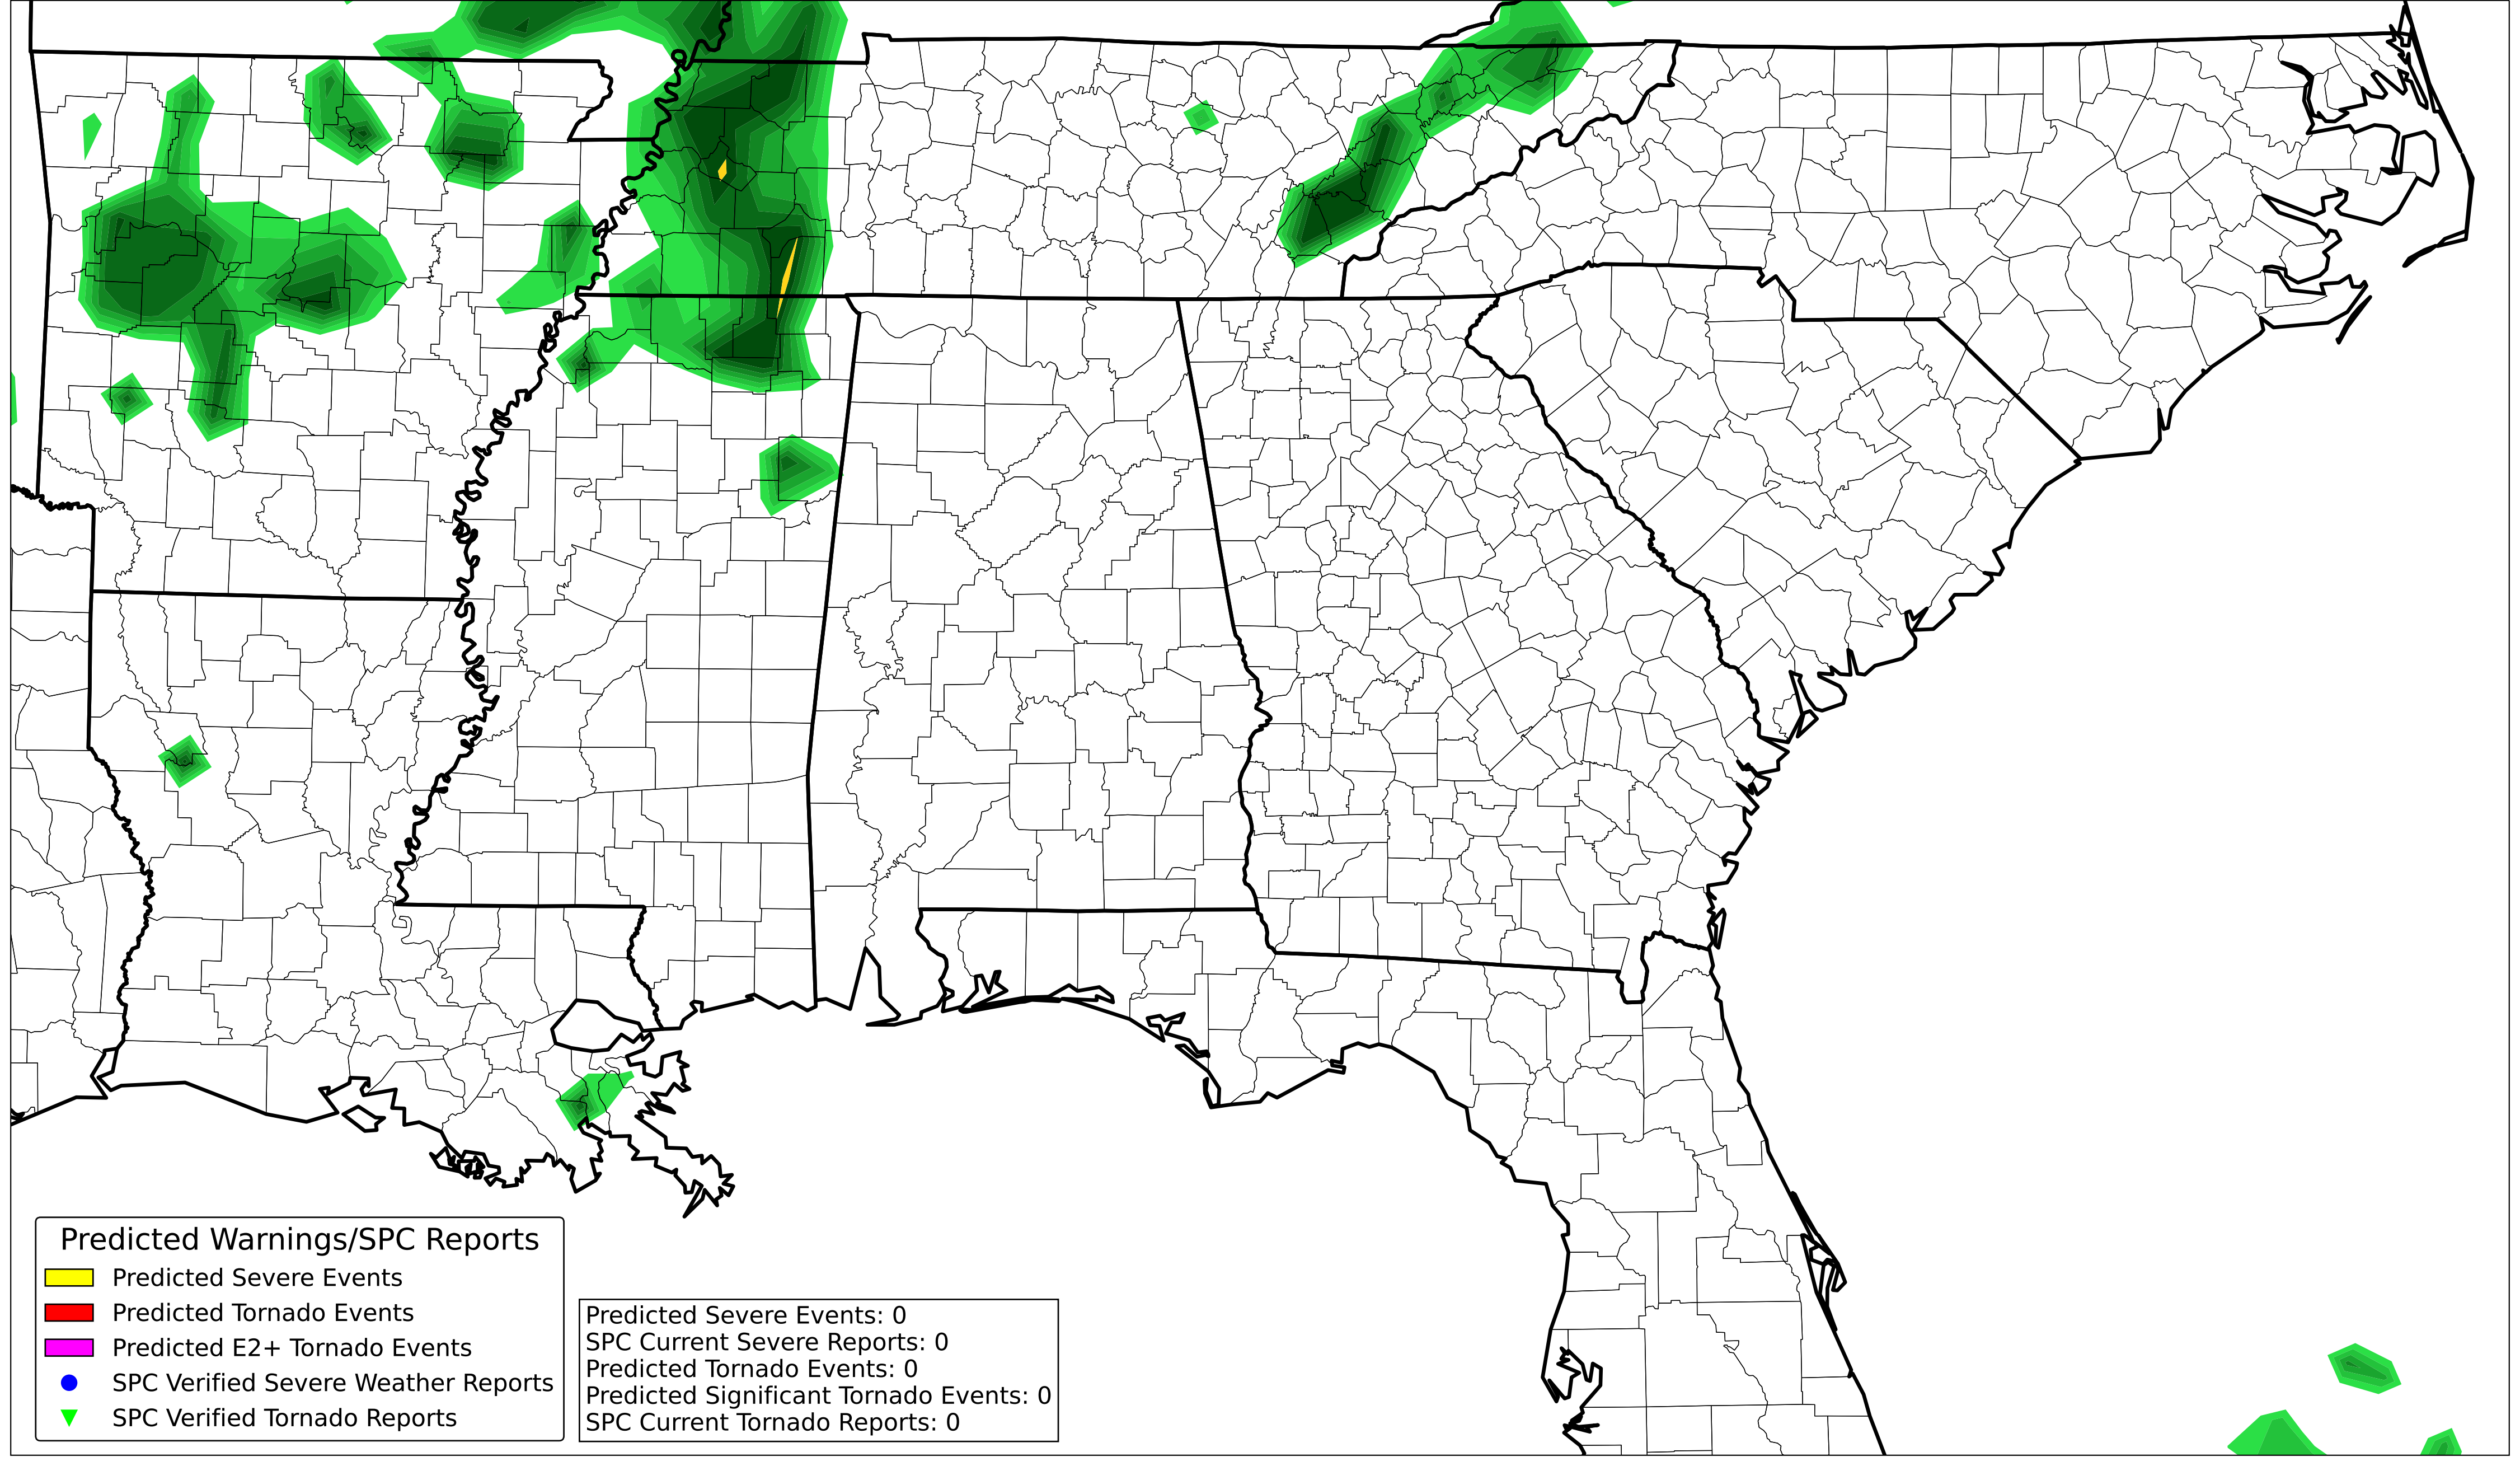 Predicted Warnings/SPC Reports
Predicted Severe Events
Predicted Tornado Events
Predicted E2+ Tornado Events
SPC Verified Severe Weather Reports
SPC Verified Tornado Reports
Predicted Severe Events: 0
SPC Current Severe Reports: 0
Predicted Tornado Events: 0
Predicted Significant Tornado Events: 0
SPC Current Tornado Reports: 0